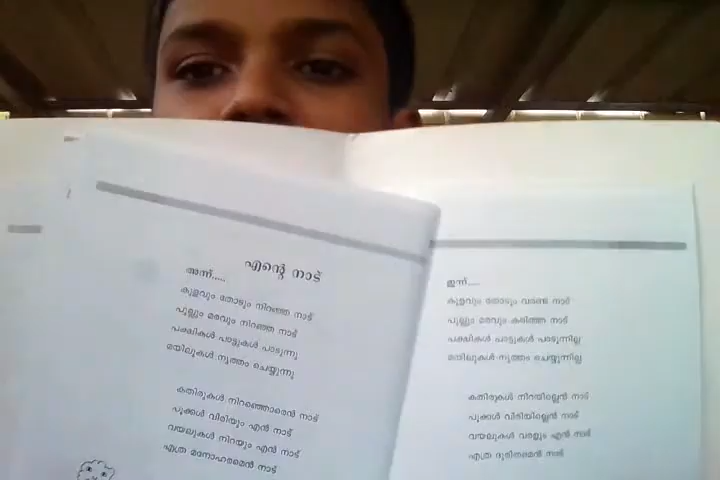 എന്റെ നാട്
അന്ന്.....
കുളവും തോടും നിറഞ്ഞ നാട്
പുല്ലും മരവും നിറഞ്ഞ നാട്
പക്ഷികൾ പാട്ടുകൾ പാടുന്നു
മയിലുകൾ നൃത്തം ചെയ്യുന്നു
കതിരുകൾ നിറഞ്ഞൊരെൻ നാട്
പൂക്കൾ വിരിയും എൻ നാട്
വയലുകൾ നിറയും എൻ നാട്
എത്ര മനോഹരമെൻ നാട്
ഇന്ന്....
കുളവും തോടും വരണ്ട നാട്
പുല്ലും മരവും കരിഞ്ഞ നാട്
പക്ഷികൾ പാട്ടുകൾ പാടുന്നില്ല
മയിലുകൾ നൃത്തം ചെയ്യുന്നില്ല
കതിരുകൾ നിറയില്ലെൻ നാട്
പൂക്കൾ വിരിയില്ലെൻ നാട്
വയലുകൾ വരളും എൻ നാട്
എത്ര ദുരിതമെൻ നാട്